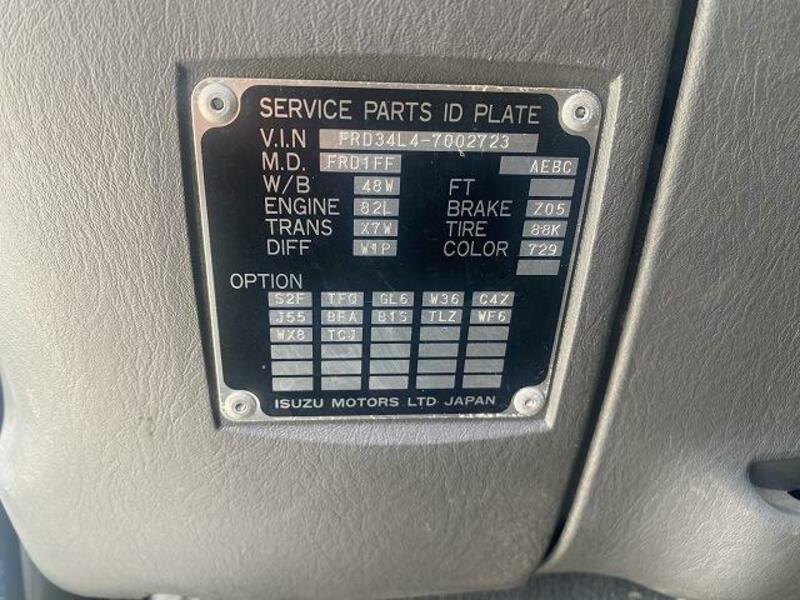 SERVICE PARTS ID PLATE
V.I.N FRD34L4-7002723
M.D. FRD1FF AEBC
W/B 48W FT
ENGINE 82L BRAKE Z05
TRANS X7W TIRE 88K
DIFF W1P COLOR 729
OPTION
S2F TFQ GL6 W36 C4Z
J55 BFA B1S TLZ WF6
WX8 TCJ
ISUZU MOTORS LTD JAPAN